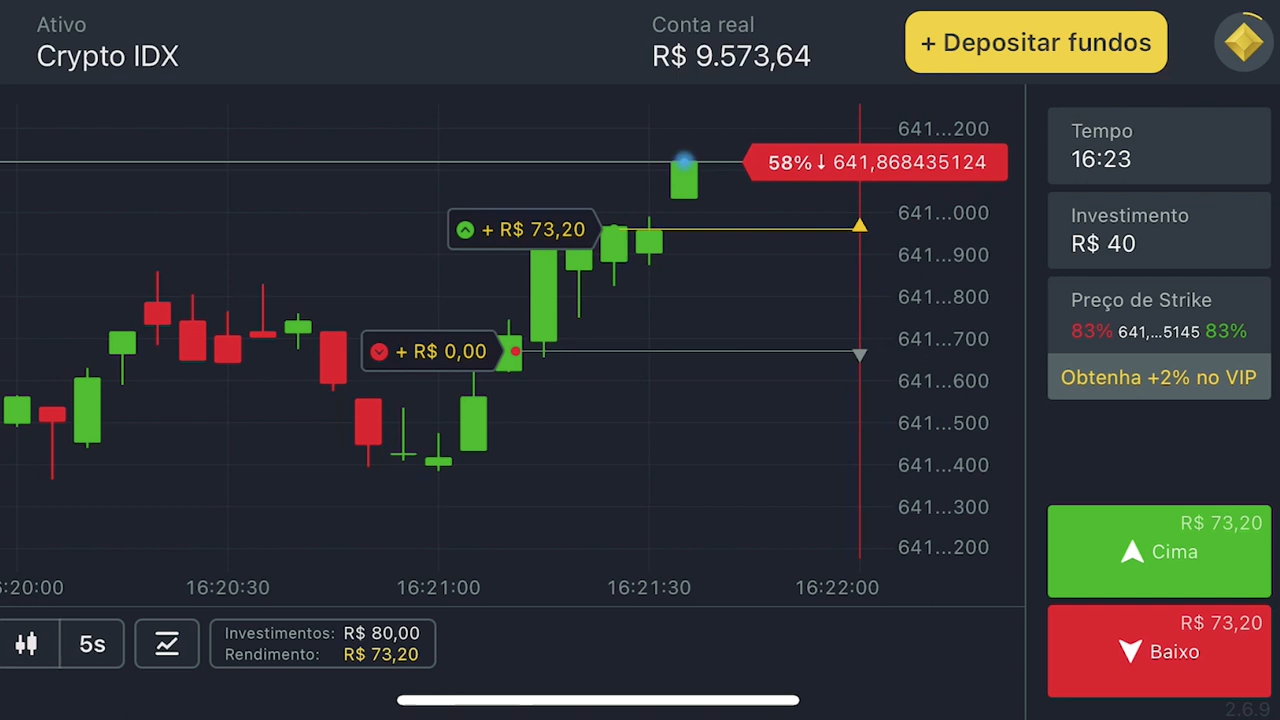 Ativo
Crypto IDX
Conta real
R$ 9.573,64
+ Depositar fundos
641...200
58%↓641,868435124
641...000
641...900
641...800
641...700
641...600
641...500
641...400
641...300
641...200
+ R$ 73,20
+ R$ 0,00
:20:00
16:20:30
16:21:00
16:21:30
16:22:00
5s
Investimentos: R$ 80,00
Rendimento: R$ 73,20
Tempo
16:23
Investimento
R$ 40
Preço de Strike
83% 641,...5145 83%
Obtenha +2% no VIP
R$ 73,20
Cima
R$ 73,20
Baixo
2.6.9